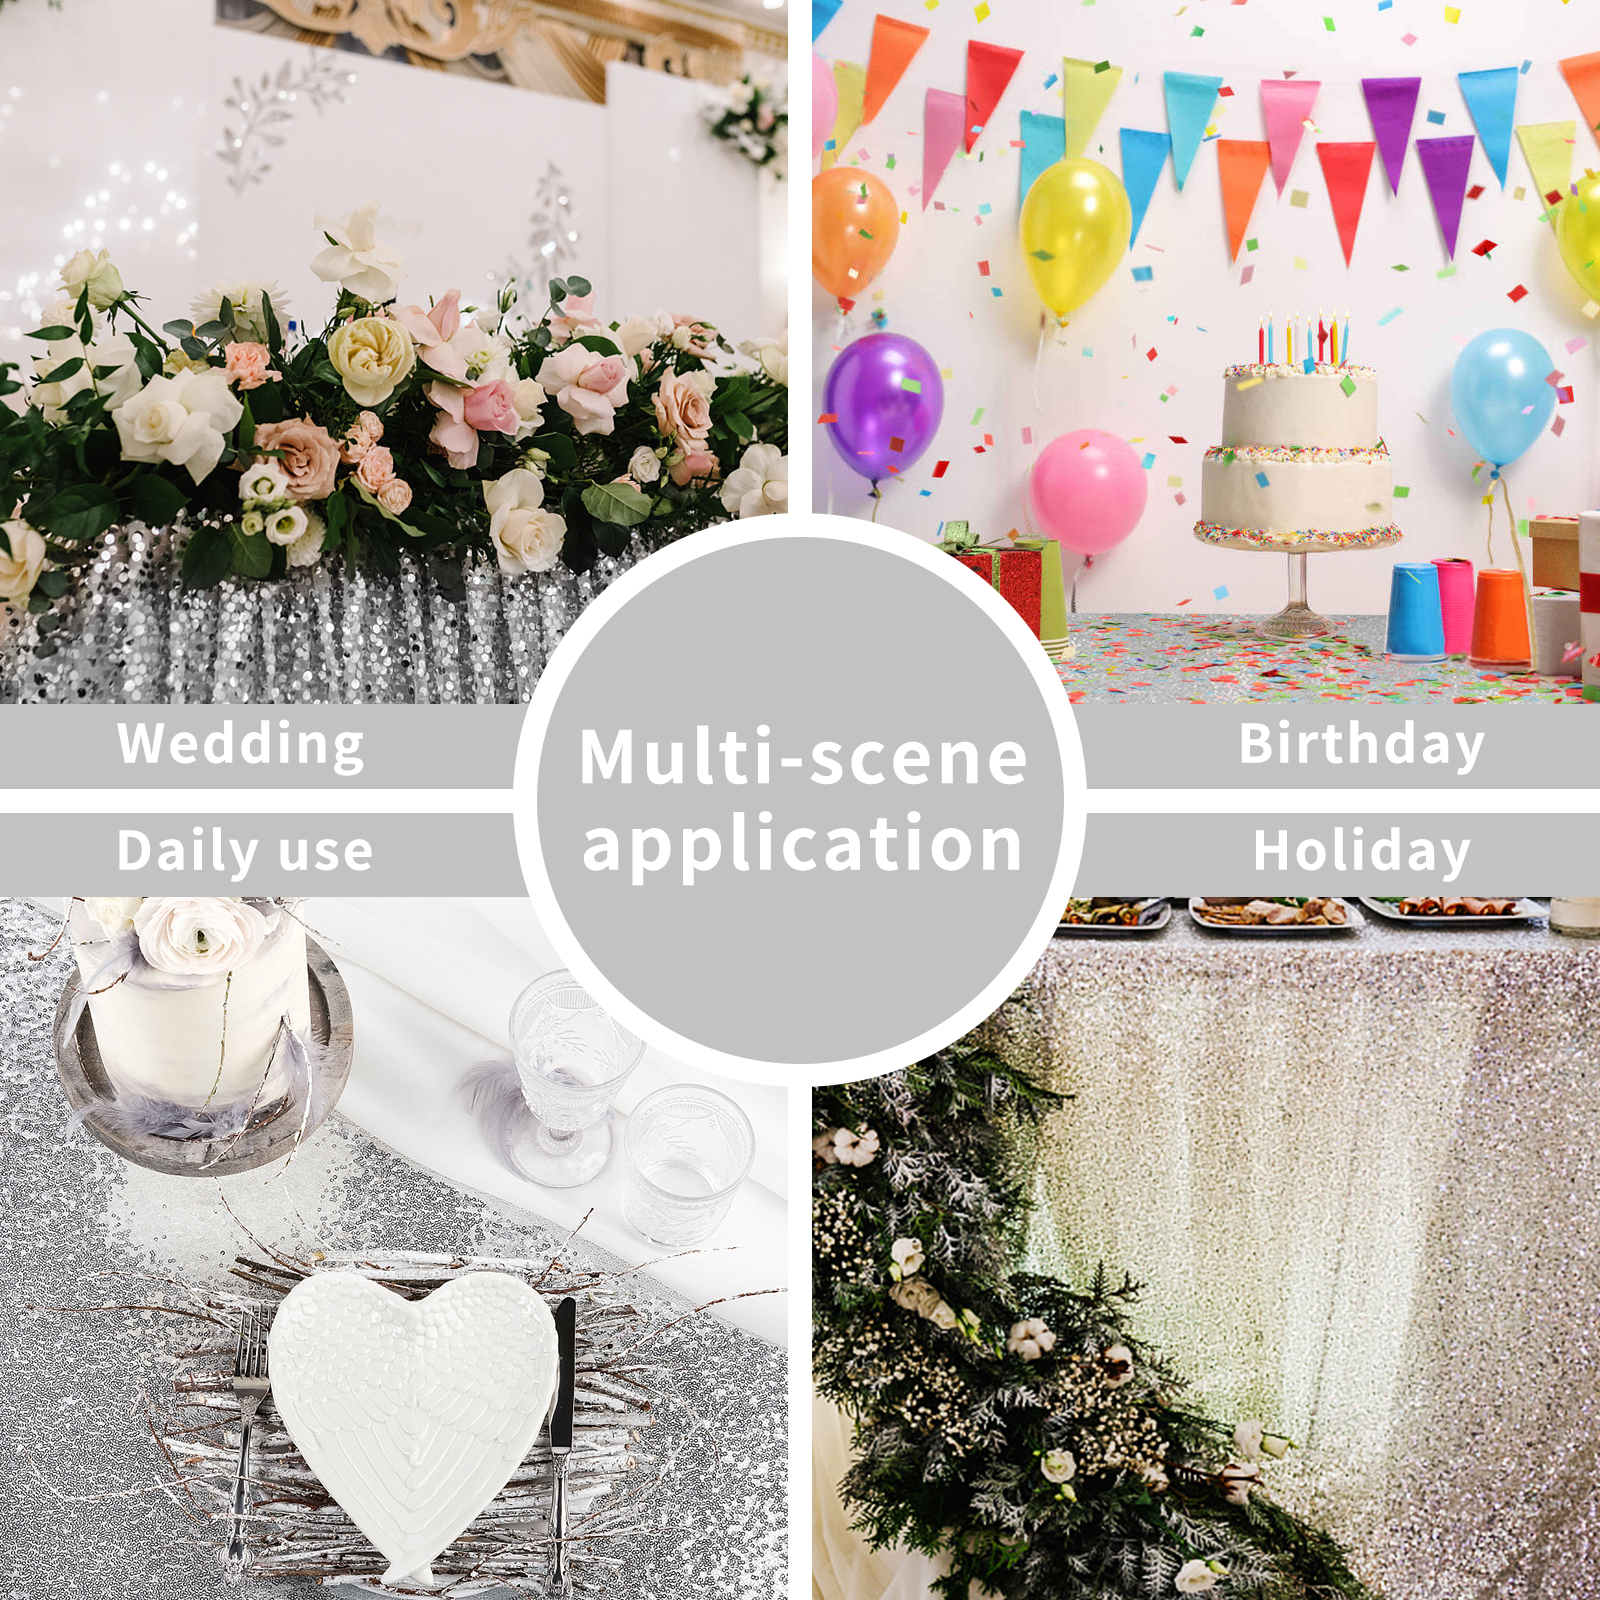 Wedding
Birthday
Multi-scene
application
Daily use
Holiday